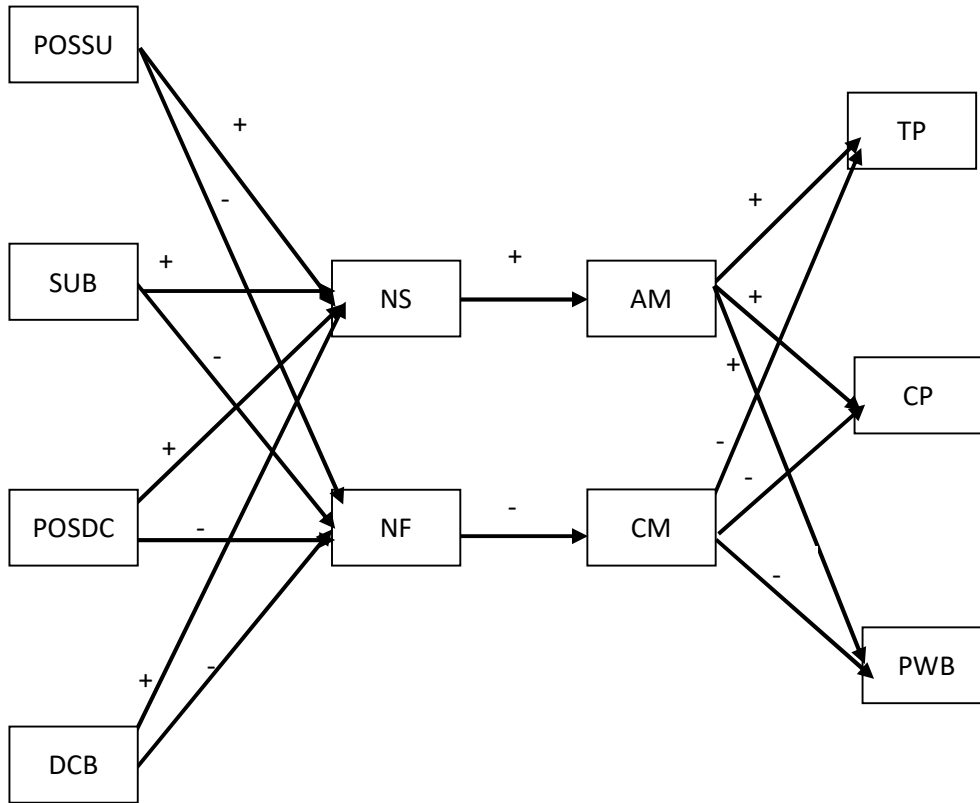 POSSU
TP
+
+
-
SUB
+
NS
+
AM
+
CP
-
+
+
POSDC
+
-
NF
-
CM
-
-
-
PWB
-
+
DCB